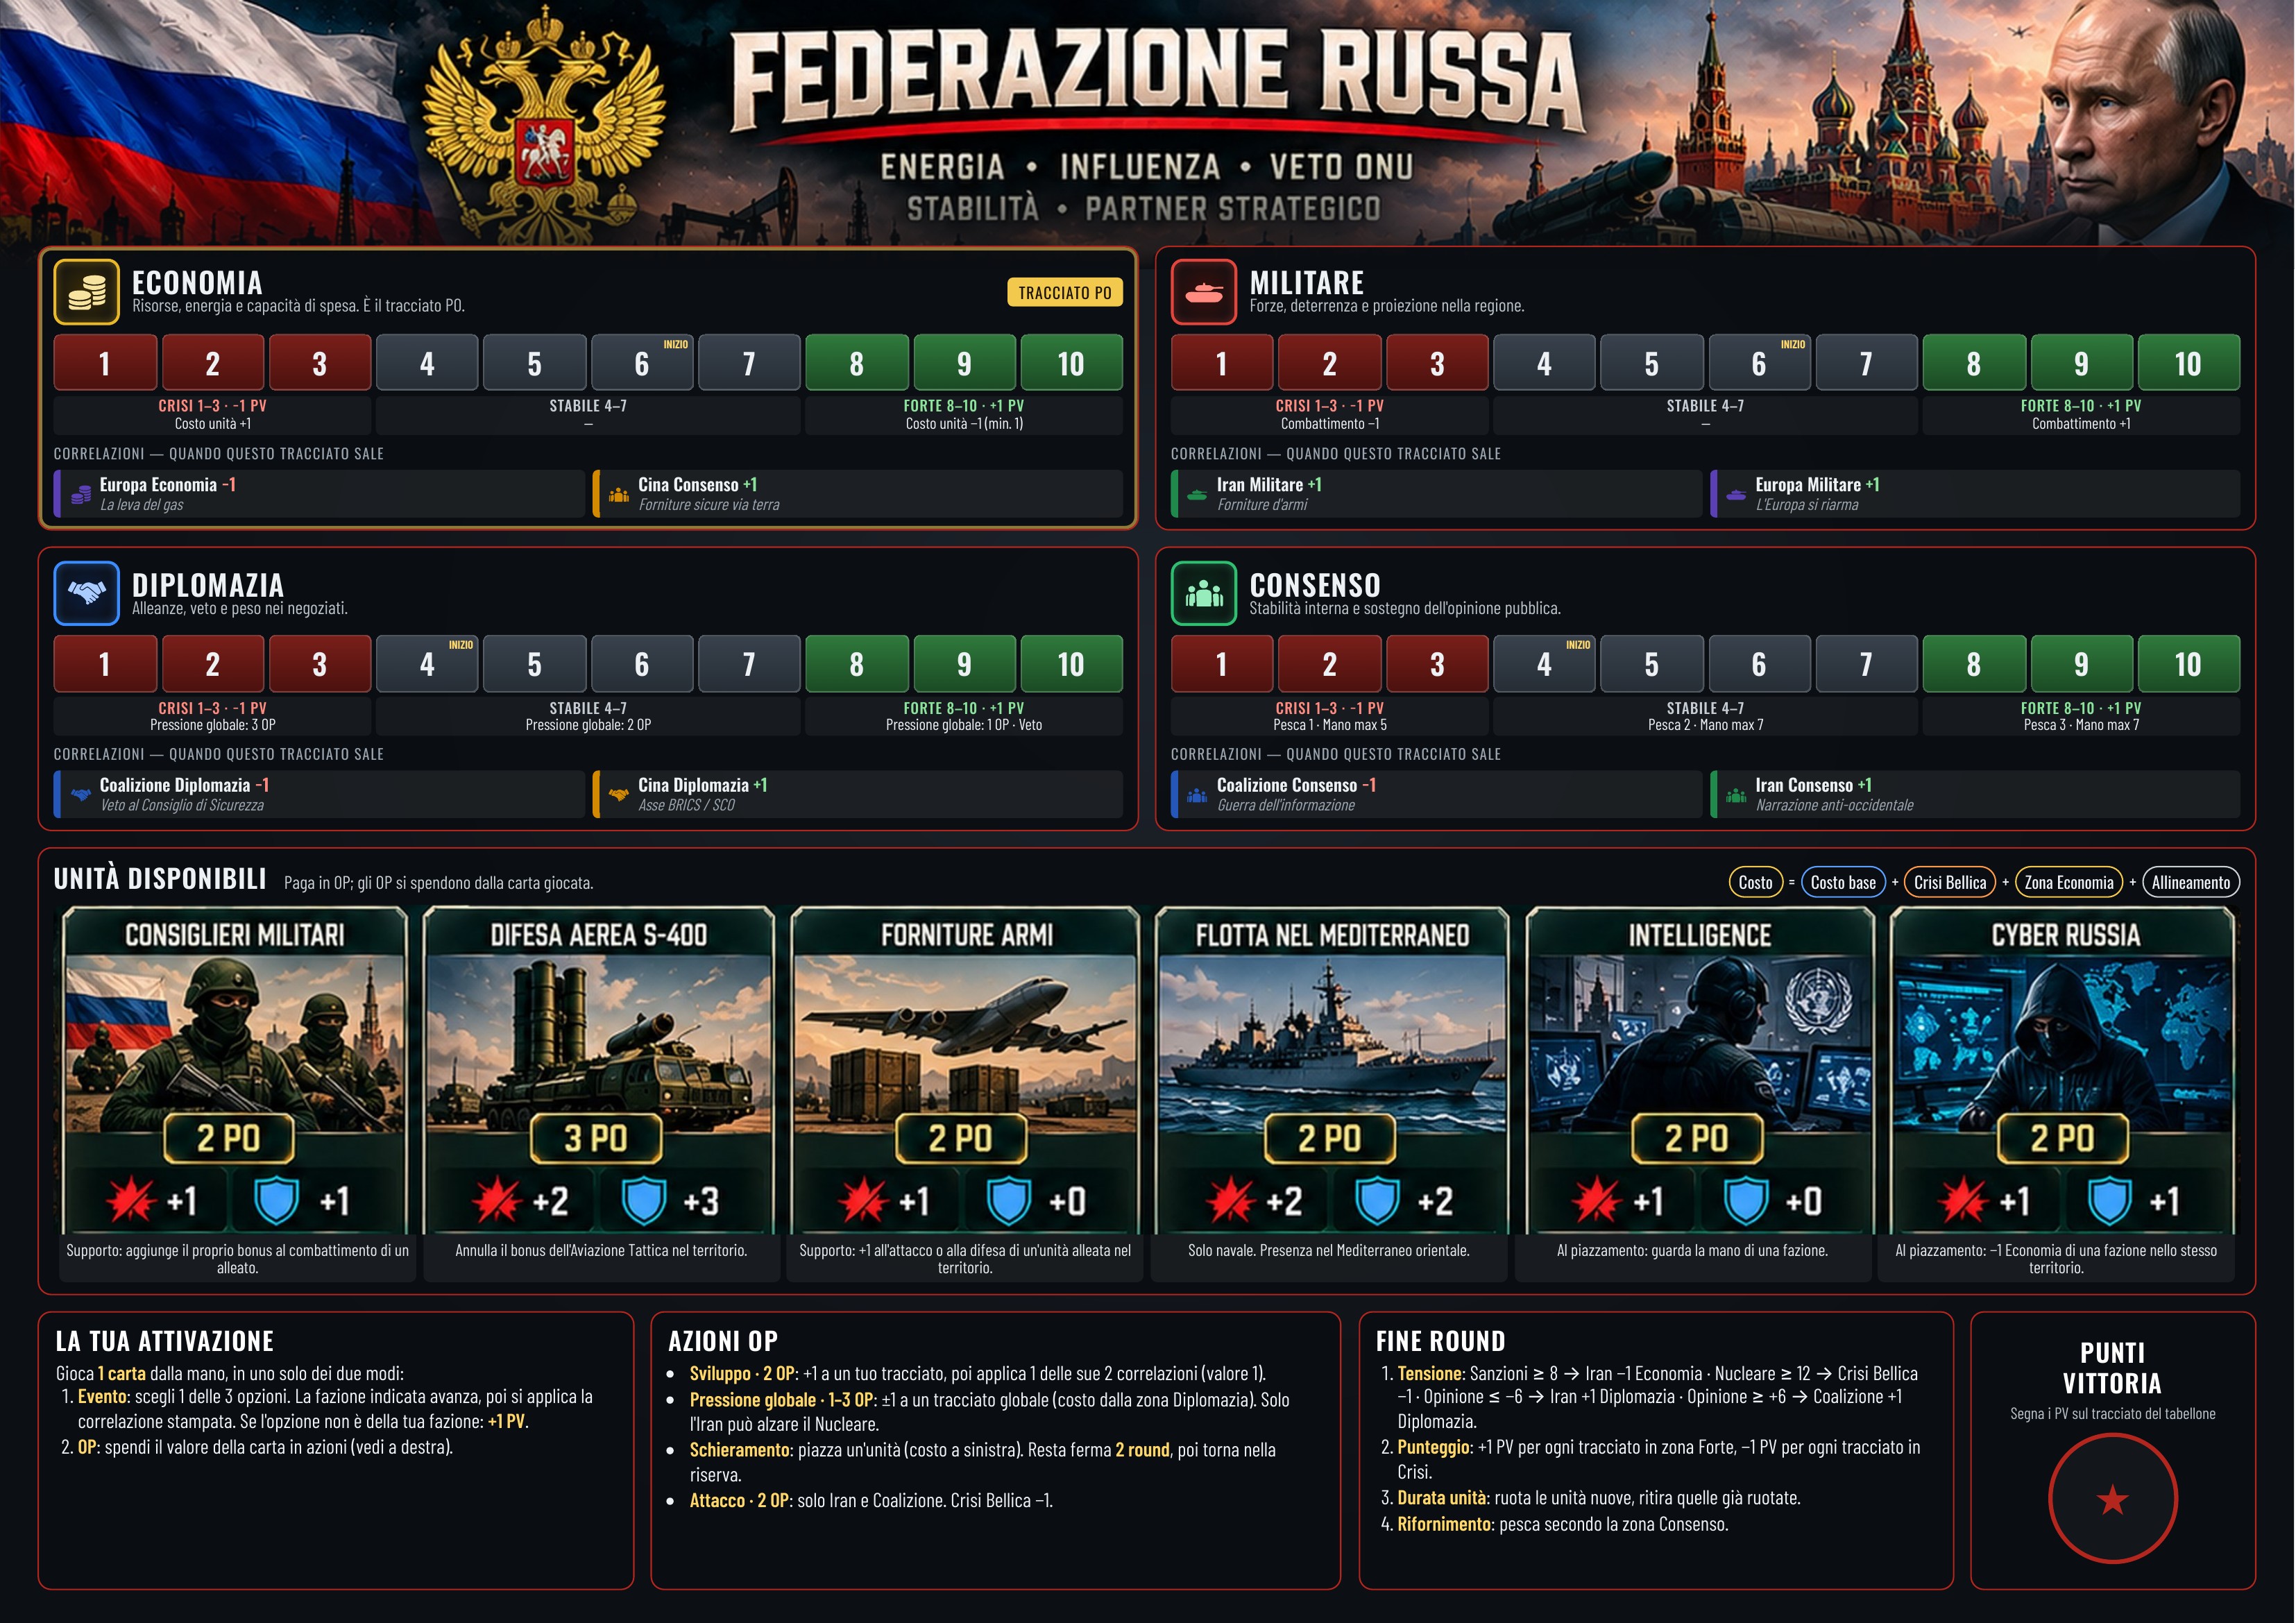 FEDERAZIONE RUSSA
ENERGIA • INFLUENZA • VETO ONU
STABILITÀ • PARTNER STRATEGICO
ECONOMIA
Risorse, energia e capacità di spesa. È il tracciato PO.
TRACCIATO PO
1 2 3 4 5 6 INIZIO 7 8 9 10
CRISI 1–3 · −1 PV
Costo unità +1
STABILE 4–7
—
FORTE 8–10 · +1 PV
Costo unità −1 (min. 1)
CORRELAZIONI — QUANDO QUESTO TRACCIATO SALE
Europa Economia −1
La leva del gas
Cina Consenso +1
Forniture sicure via terra
MILITARE
Forze, deterrenza e proiezione nella regione.
1 2 3 4 5 6 INIZIO 7 8 9 10
CRISI 1–3 · −1 PV
Combattimento −1
STABILE 4–7
—
FORTE 8–10 · +1 PV
Combattimento +1
CORRELAZIONI — QUANDO QUESTO TRACCIATO SALE
Iran Militare +1
Forniture d'armi
Europa Militare +1
L'Europa si riarma
DIPLOMAZIA
Alleanze, veto e peso nei negoziati.
1 2 3 4 INIZIO 5 6 7 8 9 10
CRISI 1–3 · −1 PV
Pressione globale: 3 OP
STABILE 4–7
Pressione globale: 2 OP
FORTE 8–10 · +1 PV
Pressione globale: 1 OP · Veto
CORRELAZIONI — QUANDO QUESTO TRACCIATO SALE
Coalizione Diplomazia −1
Veto al Consiglio di Sicurezza
Cina Diplomazia +1
Asse BRICS / SCO
CONSENSO
Stabilità interna e sostegno dell'opinione pubblica.
1 2 3 4 INIZIO 5 6 7 8 9 10
CRISI 1–3 · −1 PV
Pesca 1 · Mano max 5
STABILE 4–7
Pesca 2 · Mano max 7
FORTE 8–10 · +1 PV
Pesca 3 · Mano max 7
CORRELAZIONI — QUANDO QUESTO TRACCIATO SALE
Coalizione Consenso −1
Guerra dell'informazione
Iran Consenso +1
Narrazione anti-occidentale
UNITÀ DISPONIBILI Paga in OP; gli OP si spendono dalla carta giocata.
Costo = Costo base + Crisi Bellica + Zona Economia + Allineamento
CONSIGLIERI MILITARI
2 PO
+1 +1
Supporto: aggiunge il proprio bonus al combattimento di un
alleato.
DIFESA AEREA S-400
3 PO
+2 +3
Annulla il bonus dell'Aviazione Tattica nel territorio.
FORNITURE ARMI
2 PO
+1 +0
Supporto: +1 all'attacco o alla difesa di un'unità alleata nel
territorio.
FLOTTA NEL MEDITERRANEO
2 PO
+2 +2
Solo navale. Presenza nel Mediterraneo orientale.
INTELLIGENCE
2 PO
+1 +0
Al piazzamento: guarda la mano di una fazione.
CYBER RUSSIA
2 PO
+1 +1
Al piazzamento: −1 Economia di una fazione nello stesso
territorio.
LA TUA ATTIVAZIONE
Gioca 1 carta dalla mano, in uno solo dei due modi:
1. Evento: scegli 1 delle 3 opzioni. La fazione indicata avanza, poi si applica la
correlazione stampata. Se l'opzione non è della tua fazione: +1 PV.
2. OP: spendi il valore della carta in azioni (vedi a destra).
AZIONI OP
• Sviluppo · 2 OP: +1 a un tuo tracciato, poi applica 1 delle sue 2 correlazioni (valore 1).
• Pressione globale · 1–3 OP: ±1 a un tracciato globale (costo dalla zona Diplomazia). Solo
l'Iran può alzare il Nucleare.
• Schieramento: piazza un'unità (costo a sinistra). Resta ferma 2 round, poi torna nella
riserva.
• Attacco · 2 OP: solo Iran e Coalizione. Crisi Bellica −1.
FINE ROUND
1. Tensione: Sanzioni ≥ 8 → Iran −1 Economia · Nucleare ≥ 12 → Crisi Bellica
−1 · Opinione ≤ −6 → Iran +1 Diplomazia · Opinione ≥ +6 → Coalizione +1
Diplomazia.
2. Punteggio: +1 PV per ogni tracciato in zona Forte, −1 PV per ogni tracciato in
Crisi.
3. Durata unità: ruota le unità nuove, ritira quelle già ruotate.
4. Rifornimento: pesca secondo la zona Consenso.
PUNTI
VITTORIA
Segna i PV sul tracciato del tabellone